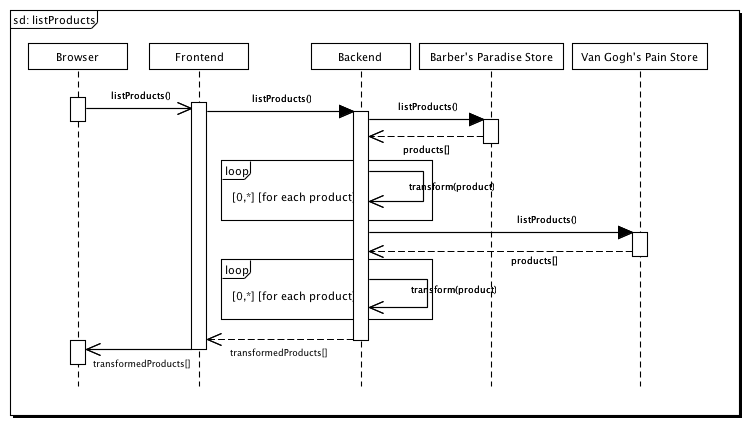 sd: listProducts
Browser
Frontend
Backend
Barber's Paradise Store
Van Gogh's Pain Store
listProducts()
listProducts()
listProducts()
products[]
loop
transform(product)
[0,*] [for each product]
listProducts()
products[]
loop
transform(product)
[0,*] [for each product]
transformedProducts[]
transformedProducts[]